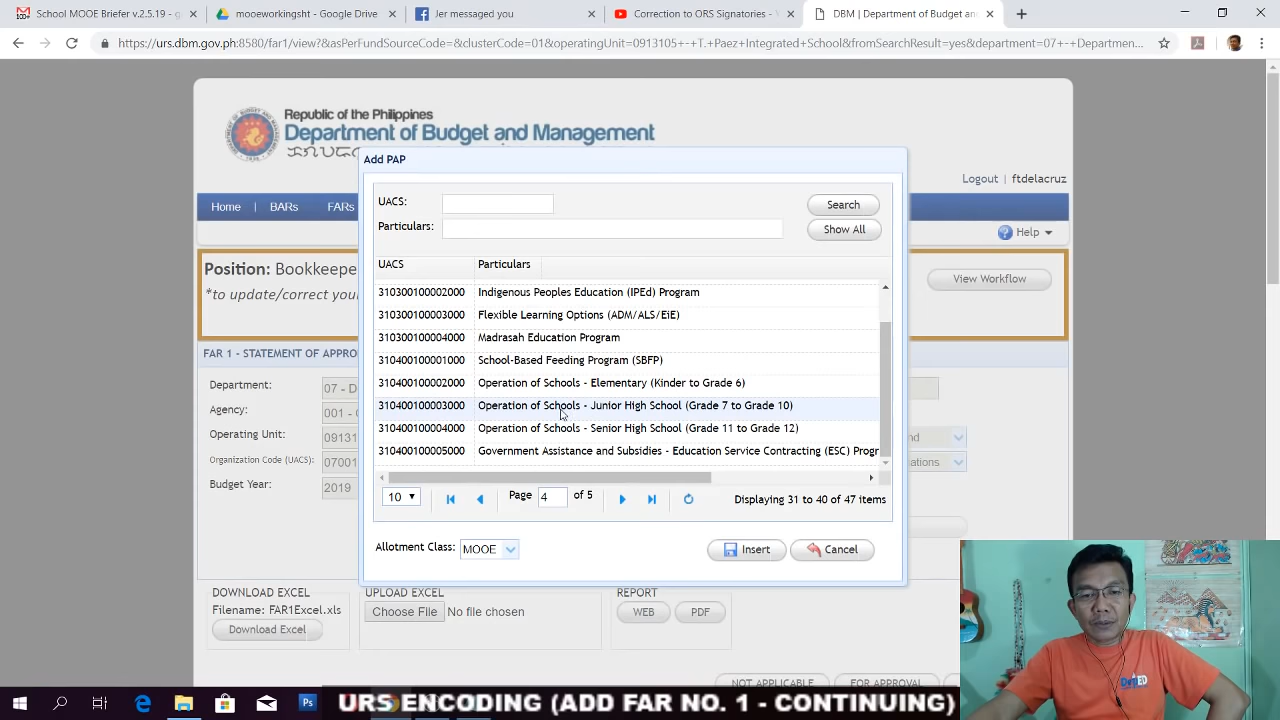 School MOOE Briefer v.2.5.19 - g
mooeworkingsht - Google Drive
Jer messaged you
Correction to ORS Signatories - Y
DBM | Department of Budget an
https://urs.dbm.gov.ph:8580/far1/view?&asPerFundSourceCode=&clusterCode=01&operatingUnit=0913105+-+T.+Paez+Integrated+School&fromSearchResult=yes&department=07+-+Departmen...
Republic of the Philippines
Department of Budget and Management
Logout | ftdelacruz
Home BARs FARs
Help
Position: Bookkeepe
*to update/correct you
View Workflow
FAR 1 - STATEMENT OF APPRO
Department: 07 - D
Agency: 001 - 
Operating Unit: 09131
Organization Code (UACS) 07001
Budget Year: 2019
nd
ations
Add PAP
UACS:
Search
Particulars:
Show All
UACS Particulars
310300100002000 Indigenous Peoples Education (IPEd) Program
310300100003000 Flexible Learning Options (ADM/ALS/EiE)
310300100004000 Madrasah Education Program
310400100001000 School-Based Feeding Program (SBFP)
310400100002000 Operation of Schools - Elementary (Kinder to Grade 6)
310400100003000 Operation of Schools - Junior High School (Grade 7 to Grade 10)
310400100004000 Operation of Schools - Senior High School (Grade 11 to Grade 12)
310400100005000 Government Assistance and Subsidies - Education Service Contracting (ESC) Progr
10 Page 4 of 5 Displaying 31 to 40 of 47 items
Allotment Class: MOOE Insert Cancel
DOWNLOAD EXCEL UPLOAD EXCEL REPORT
Filename: FAR1Excel.xls Choose File No file chosen WEB PDF
Download Excel
NOT APPLICABLE FOR APPROVAL
URS ENCODING (ADD FAR NO. 1 - CONTINUING)